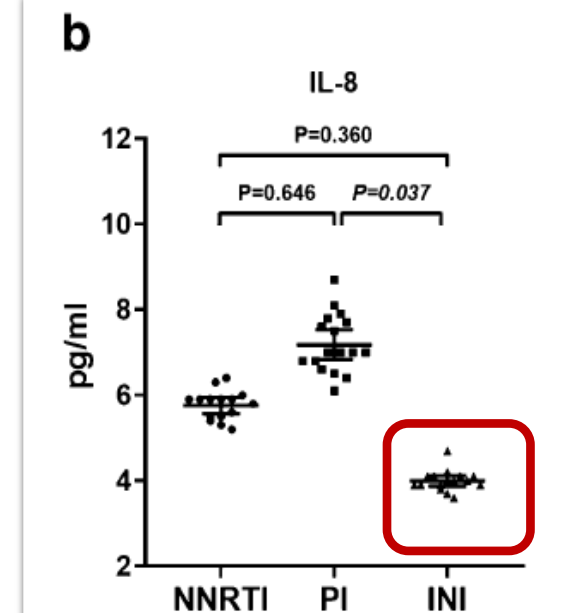 b
IL-8
12
P=0.360
P=0.646
P=0.037
10
8
pg/ml
6
4
2
NNRTI
PI
INI